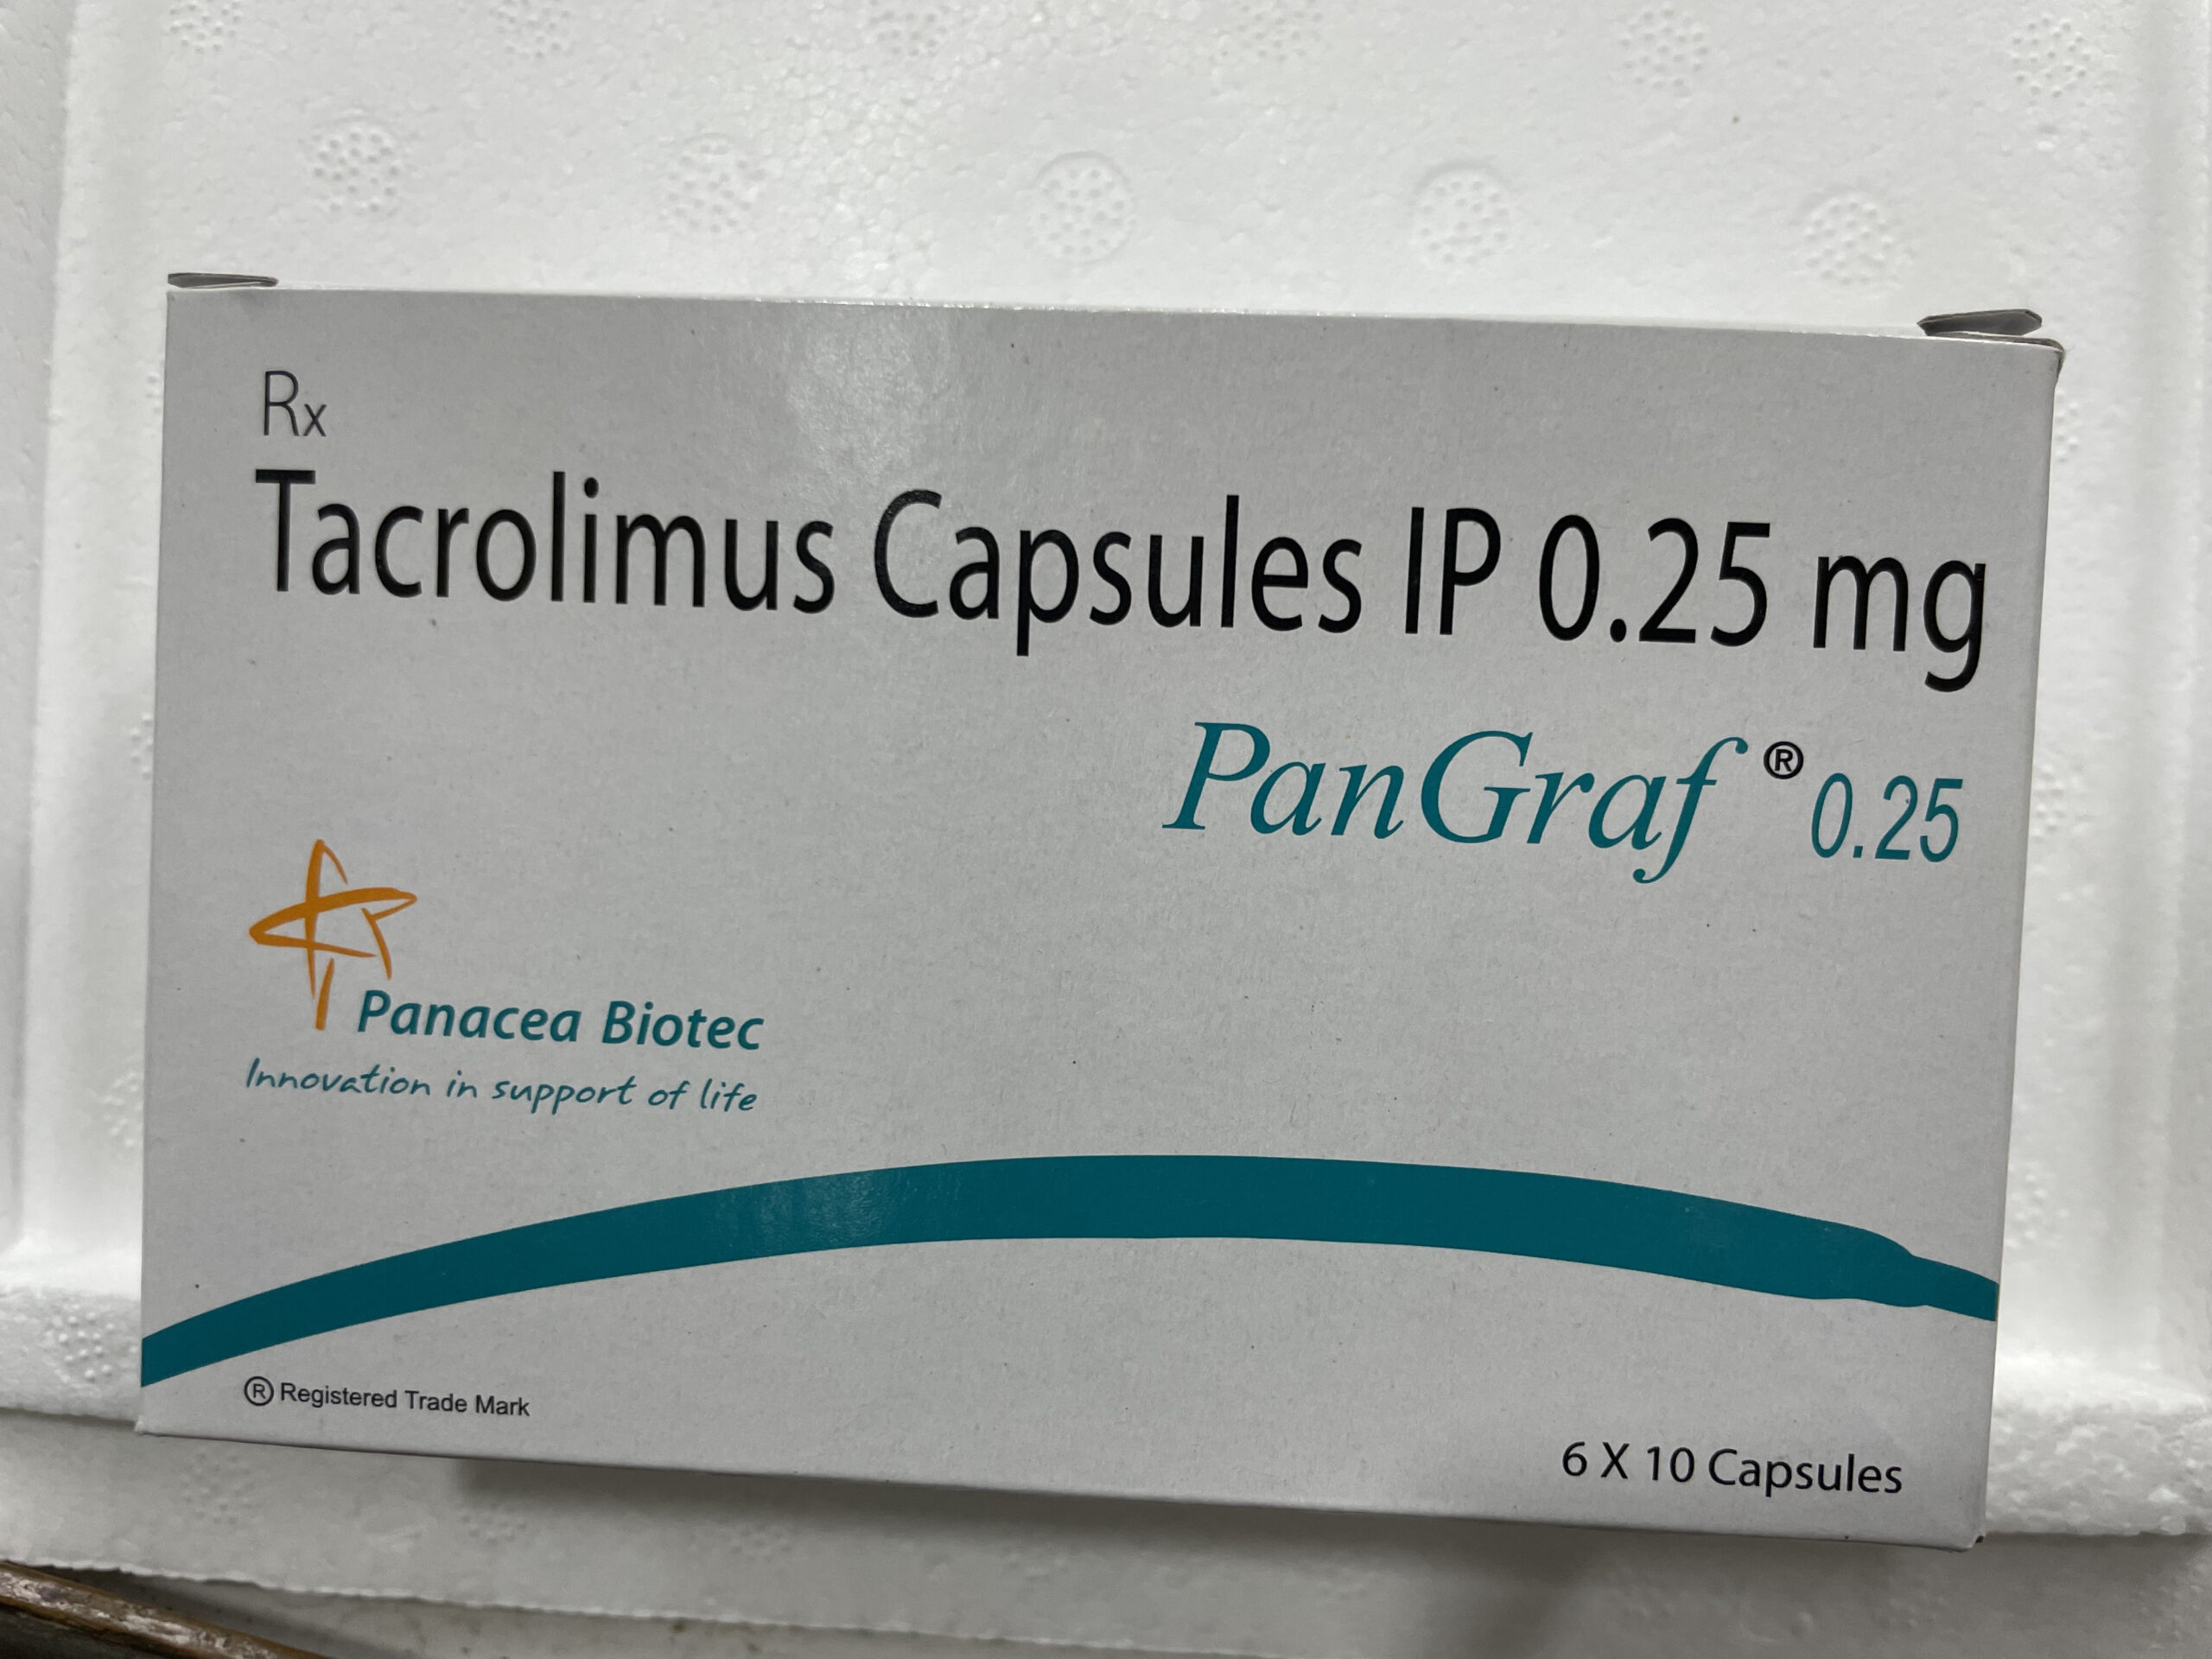 Rx
Tacrolimus Capsules IP 0.25 mg
PanGraf® 0.25
Panacea Biotec
Innovation in support of life
® Registered Trade Mark
6 X 10 Capsules